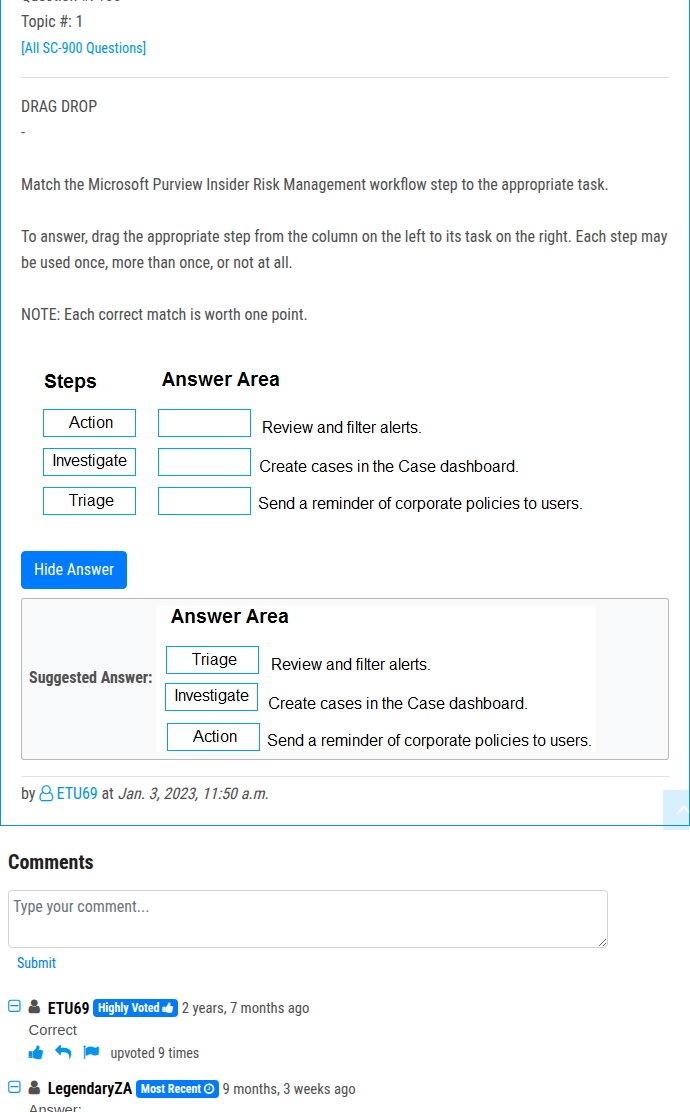 Topic #: 1
[All SC-900 Questions]
DRAG DROP
-
Match the Microsoft Purview Insider Risk Management workflow step to the appropriate task.
To answer, drag the appropriate step from the column on the left to its task on the right. Each step may
be used once, more than once, or not at all.
NOTE: Each correct match is worth one point.
Steps Answer Area
Action Review and filter alerts.
Investigate Create cases in the Case dashboard.
Triage Send a reminder of corporate policies to users.
Hide Answer
Answer Area
Triage Review and filter alerts.
Suggested Answer:
Investigate Create cases in the Case dashboard.
Action Send a reminder of corporate policies to users.
by ETU69 at Jan. 3, 2023, 11:50 a.m.
Comments
Type your comment...
Submit
ETU69 Highly Voted 2 years, 7 months ago
Correct
upvoted 9 times
LegendaryZA Most Recent 9 months, 3 weeks ago
Answer: